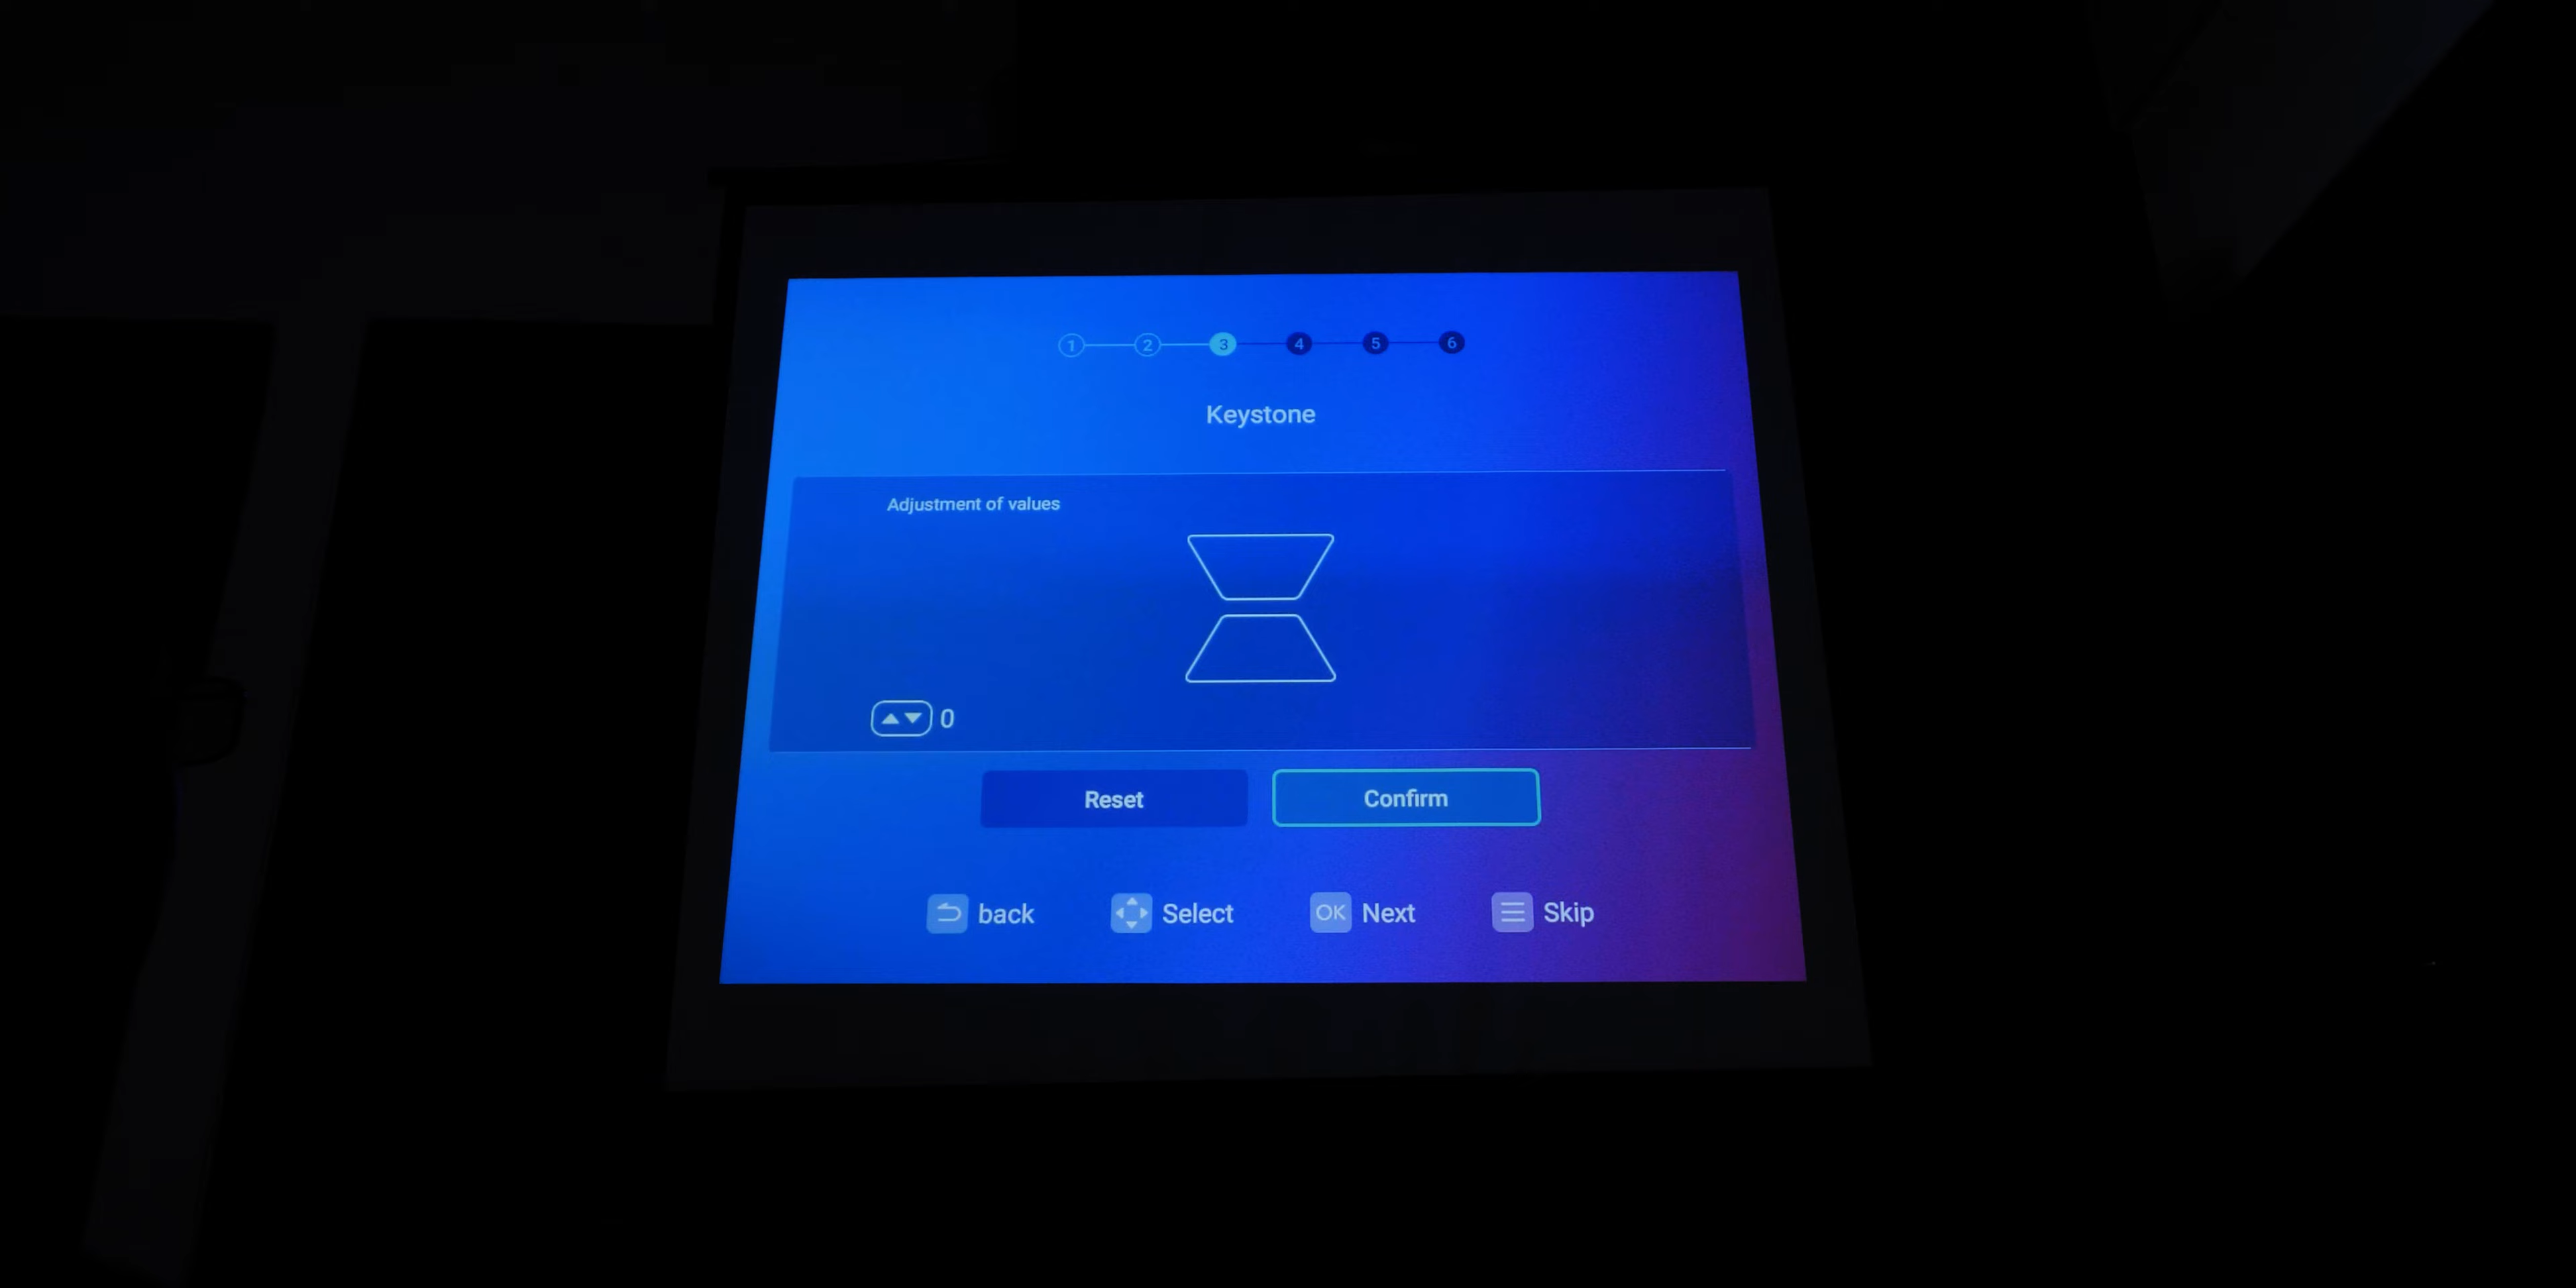 1 2 3 4 5 6
Keystone
Adjustment of values
0
Reset Confirm
back Select OK Next Skip